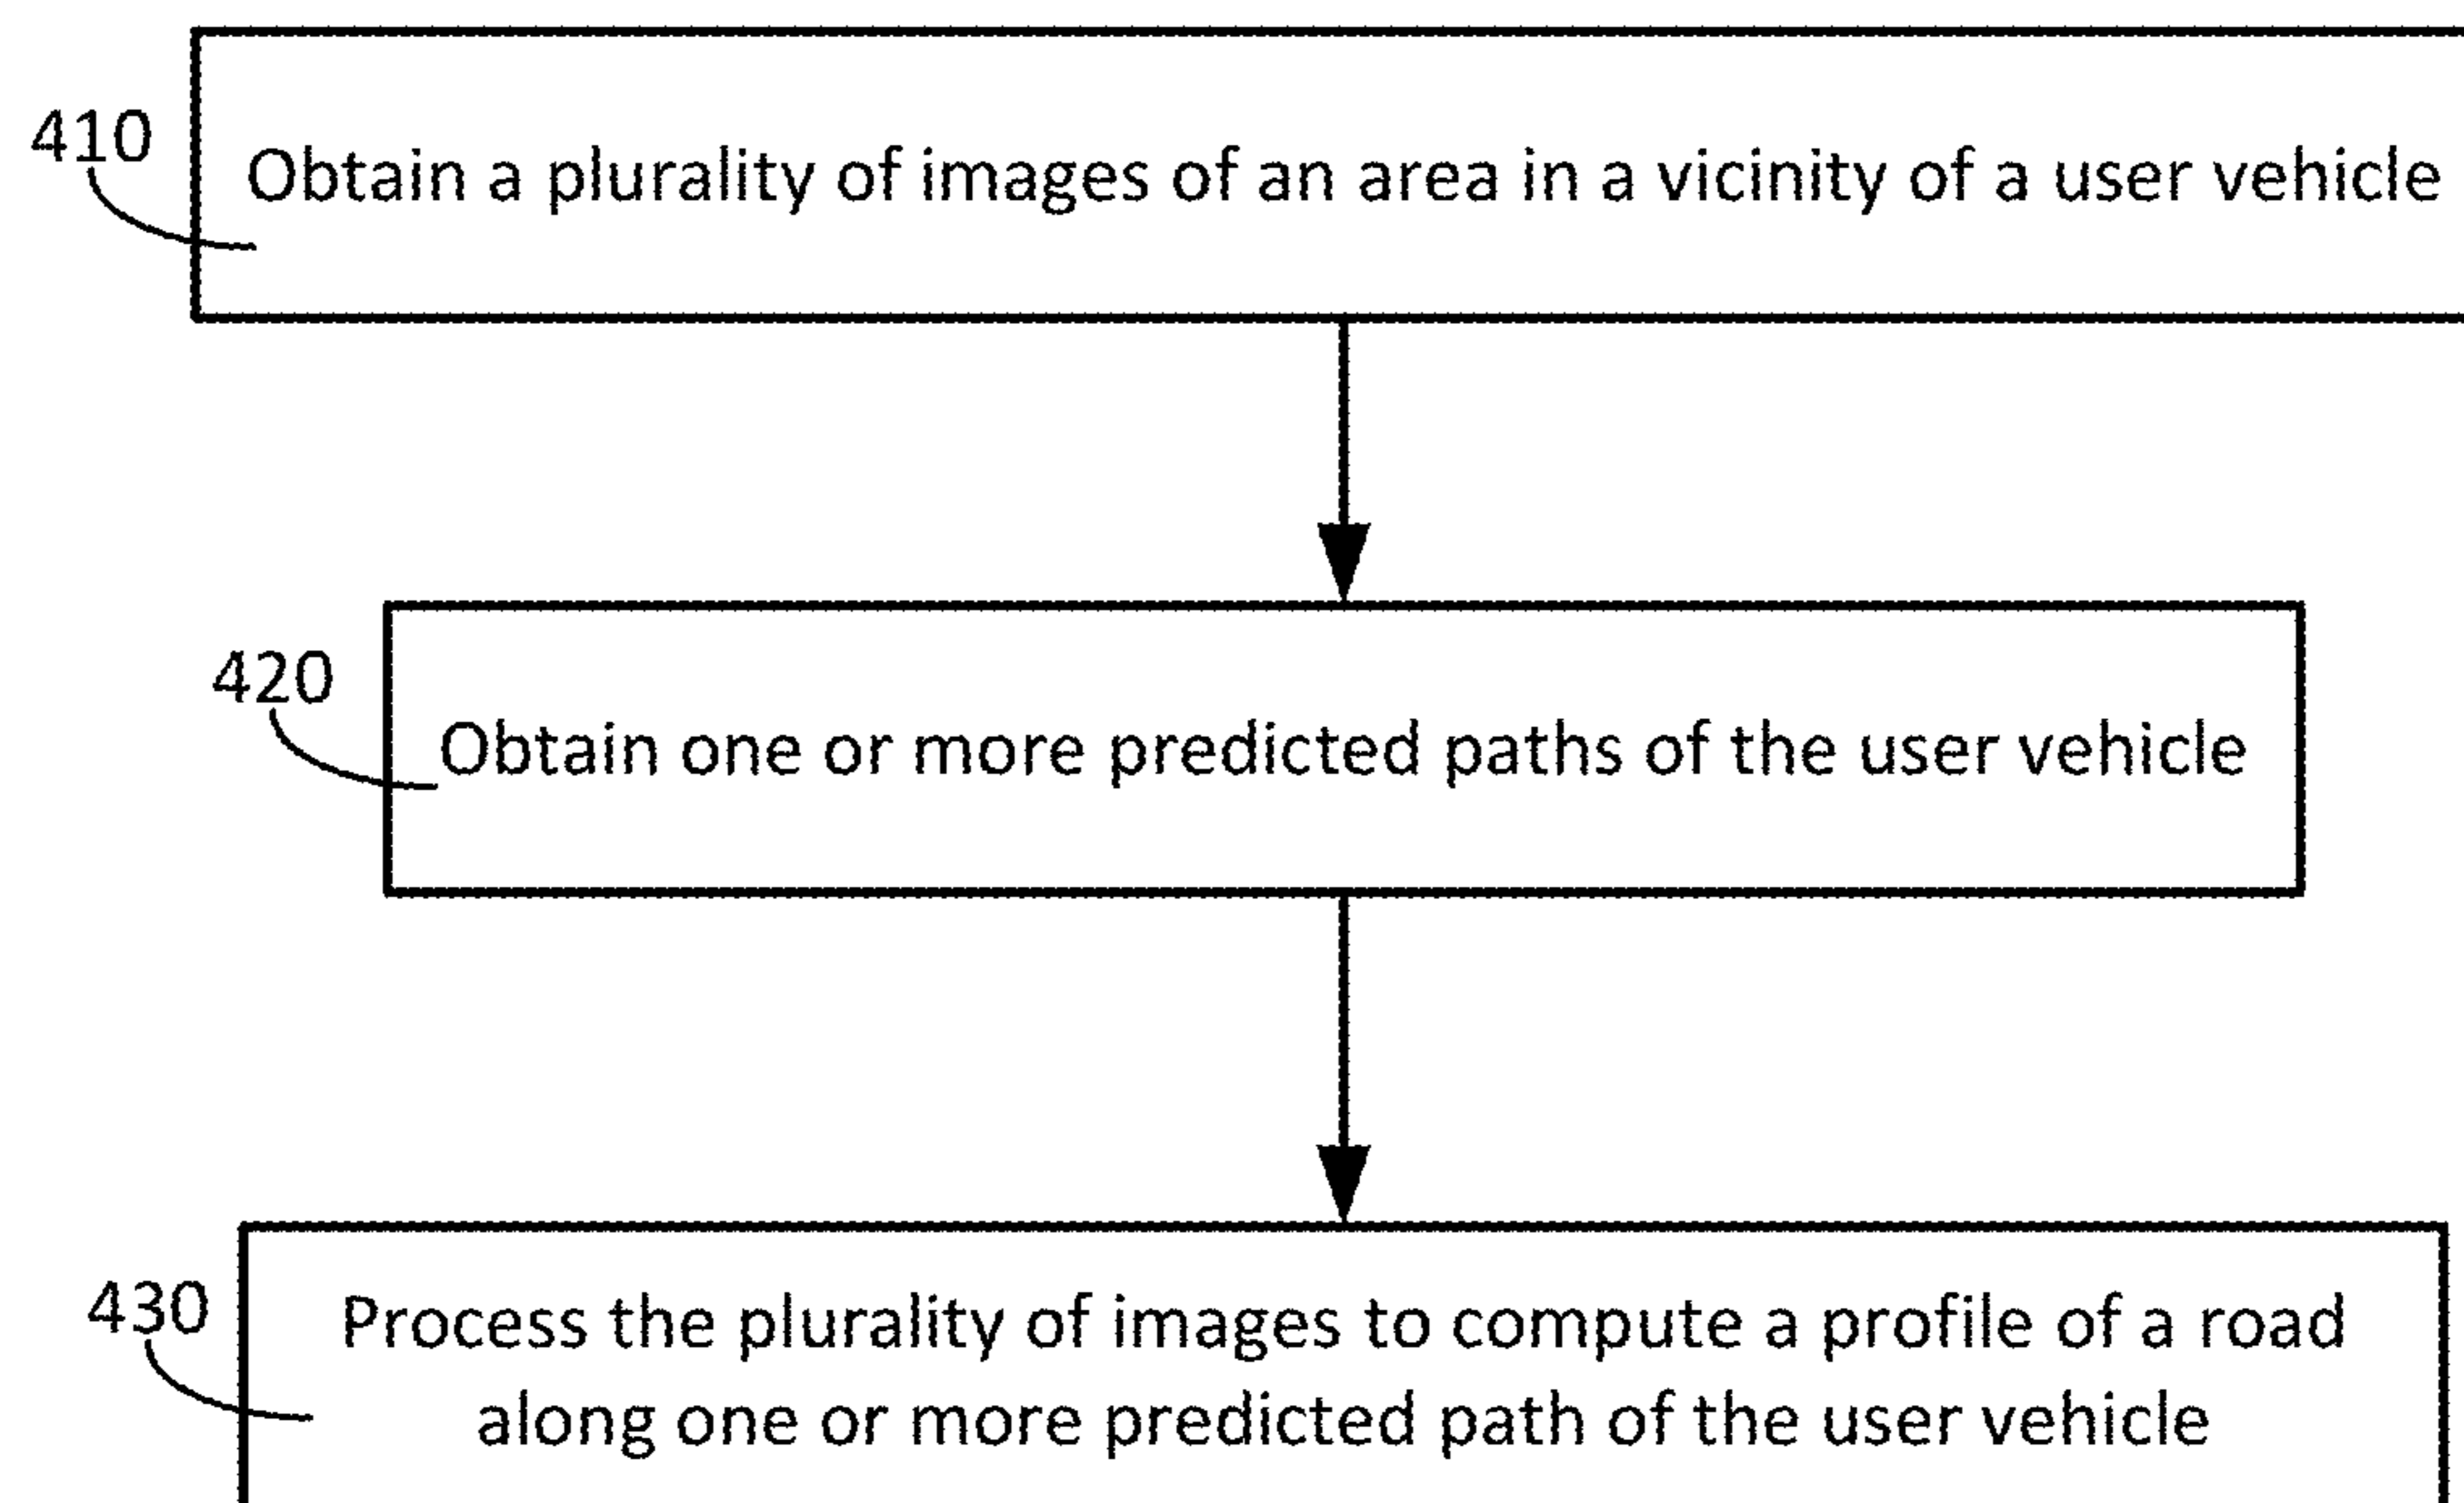 410
Obtain a plurality of images of an area in a vicinity of a user vehicle
420
Obtain one or more predicted paths of the user vehicle
430
Process the plurality of images to compute a profile of a road
along one or more predicted path of the user vehicle